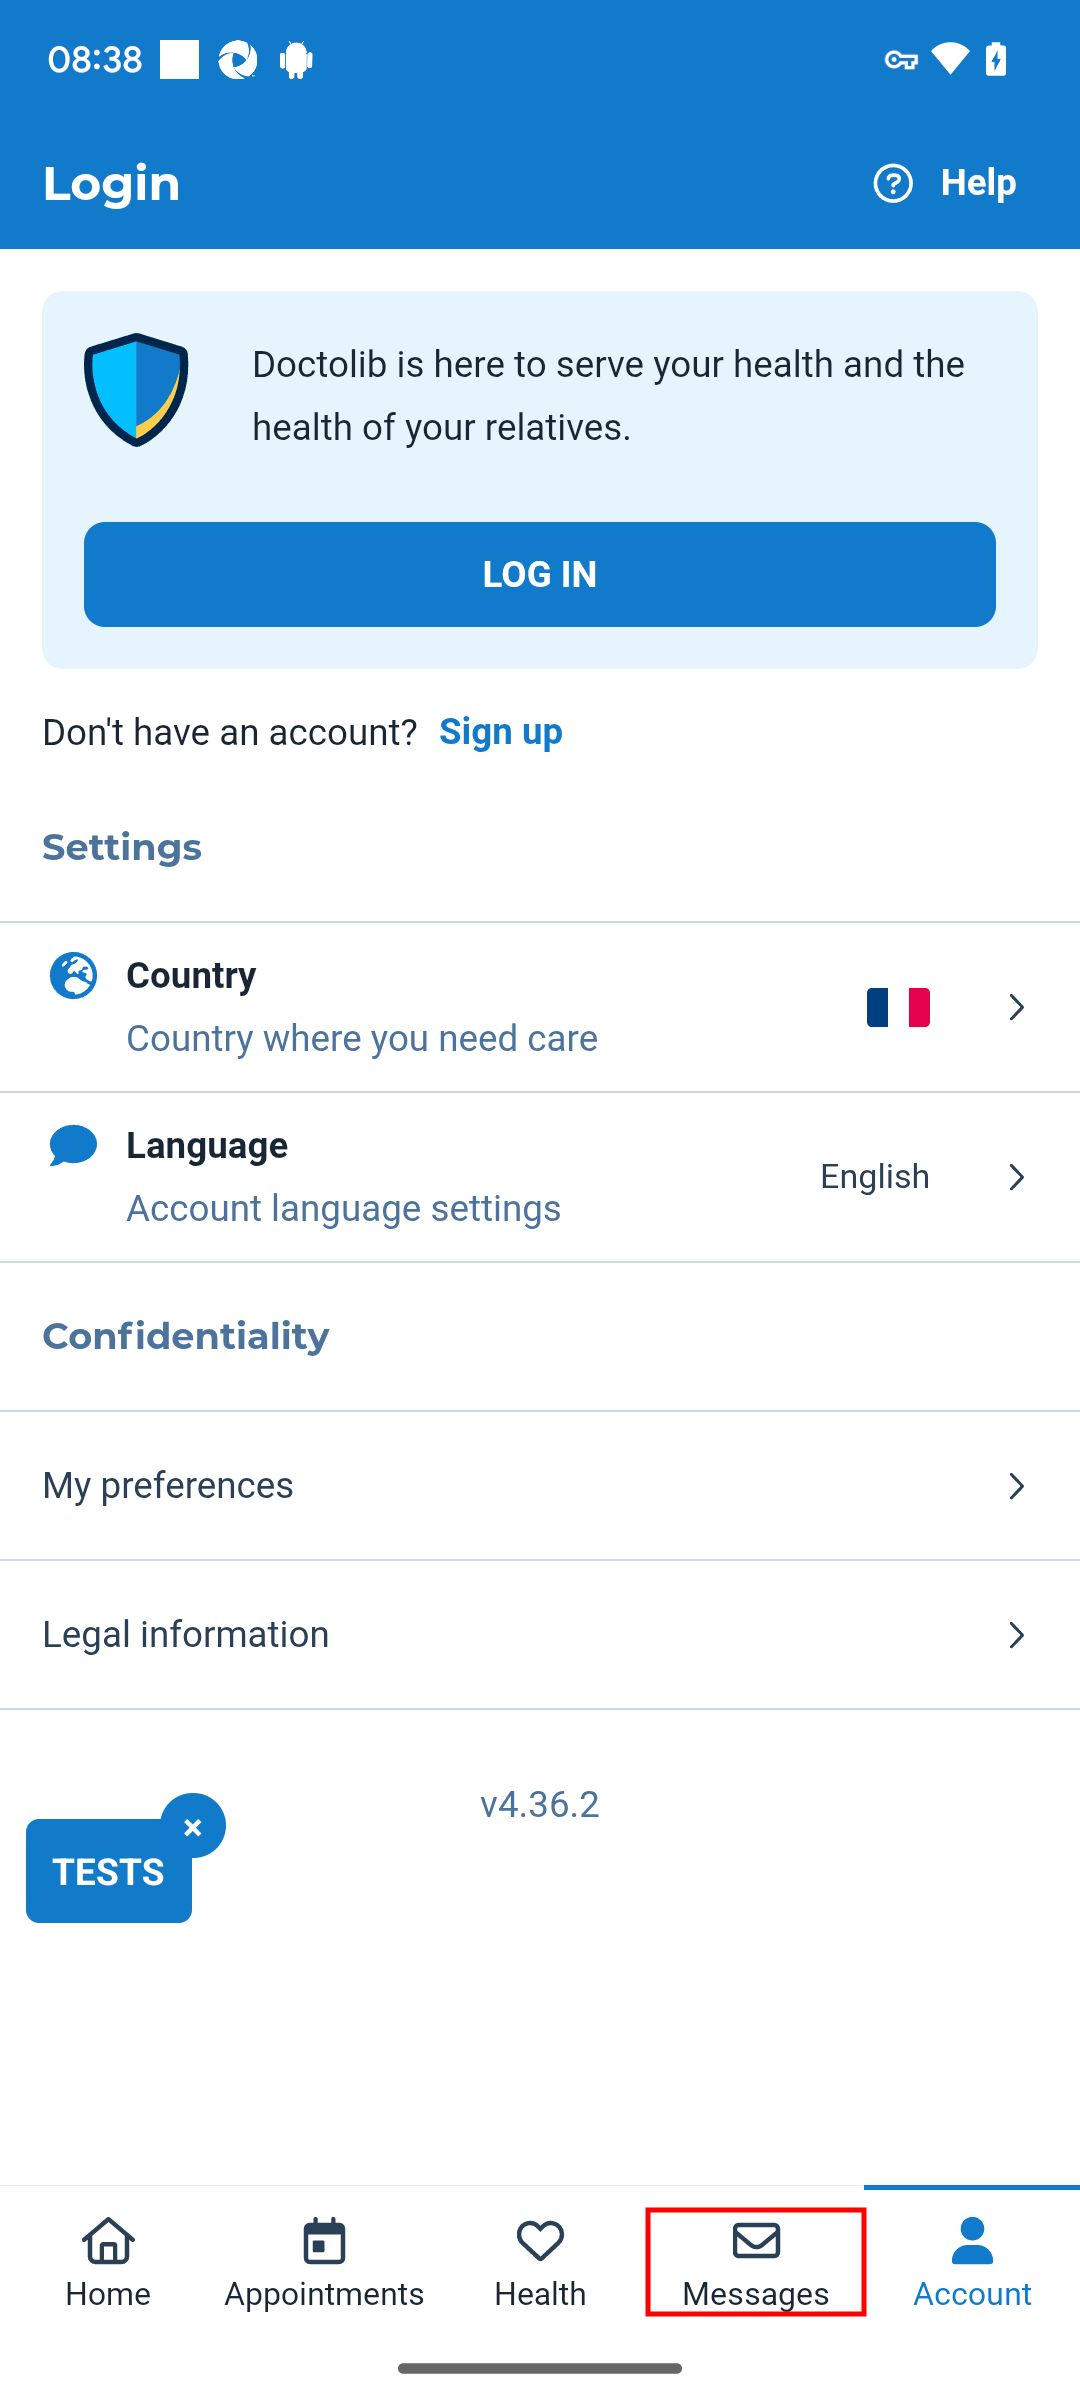 08:38
Login
Help
Doctolib is here to serve your health and the
health of your relatives.
LOG IN
Don't have an account? Sign up
Settings
Country
Country where you need care
Language
Account language settings
English
Confidentiality
My preferences
Legal information
v4.36.2
×
TESTS
Home
Appointments
Health
Messages
Account